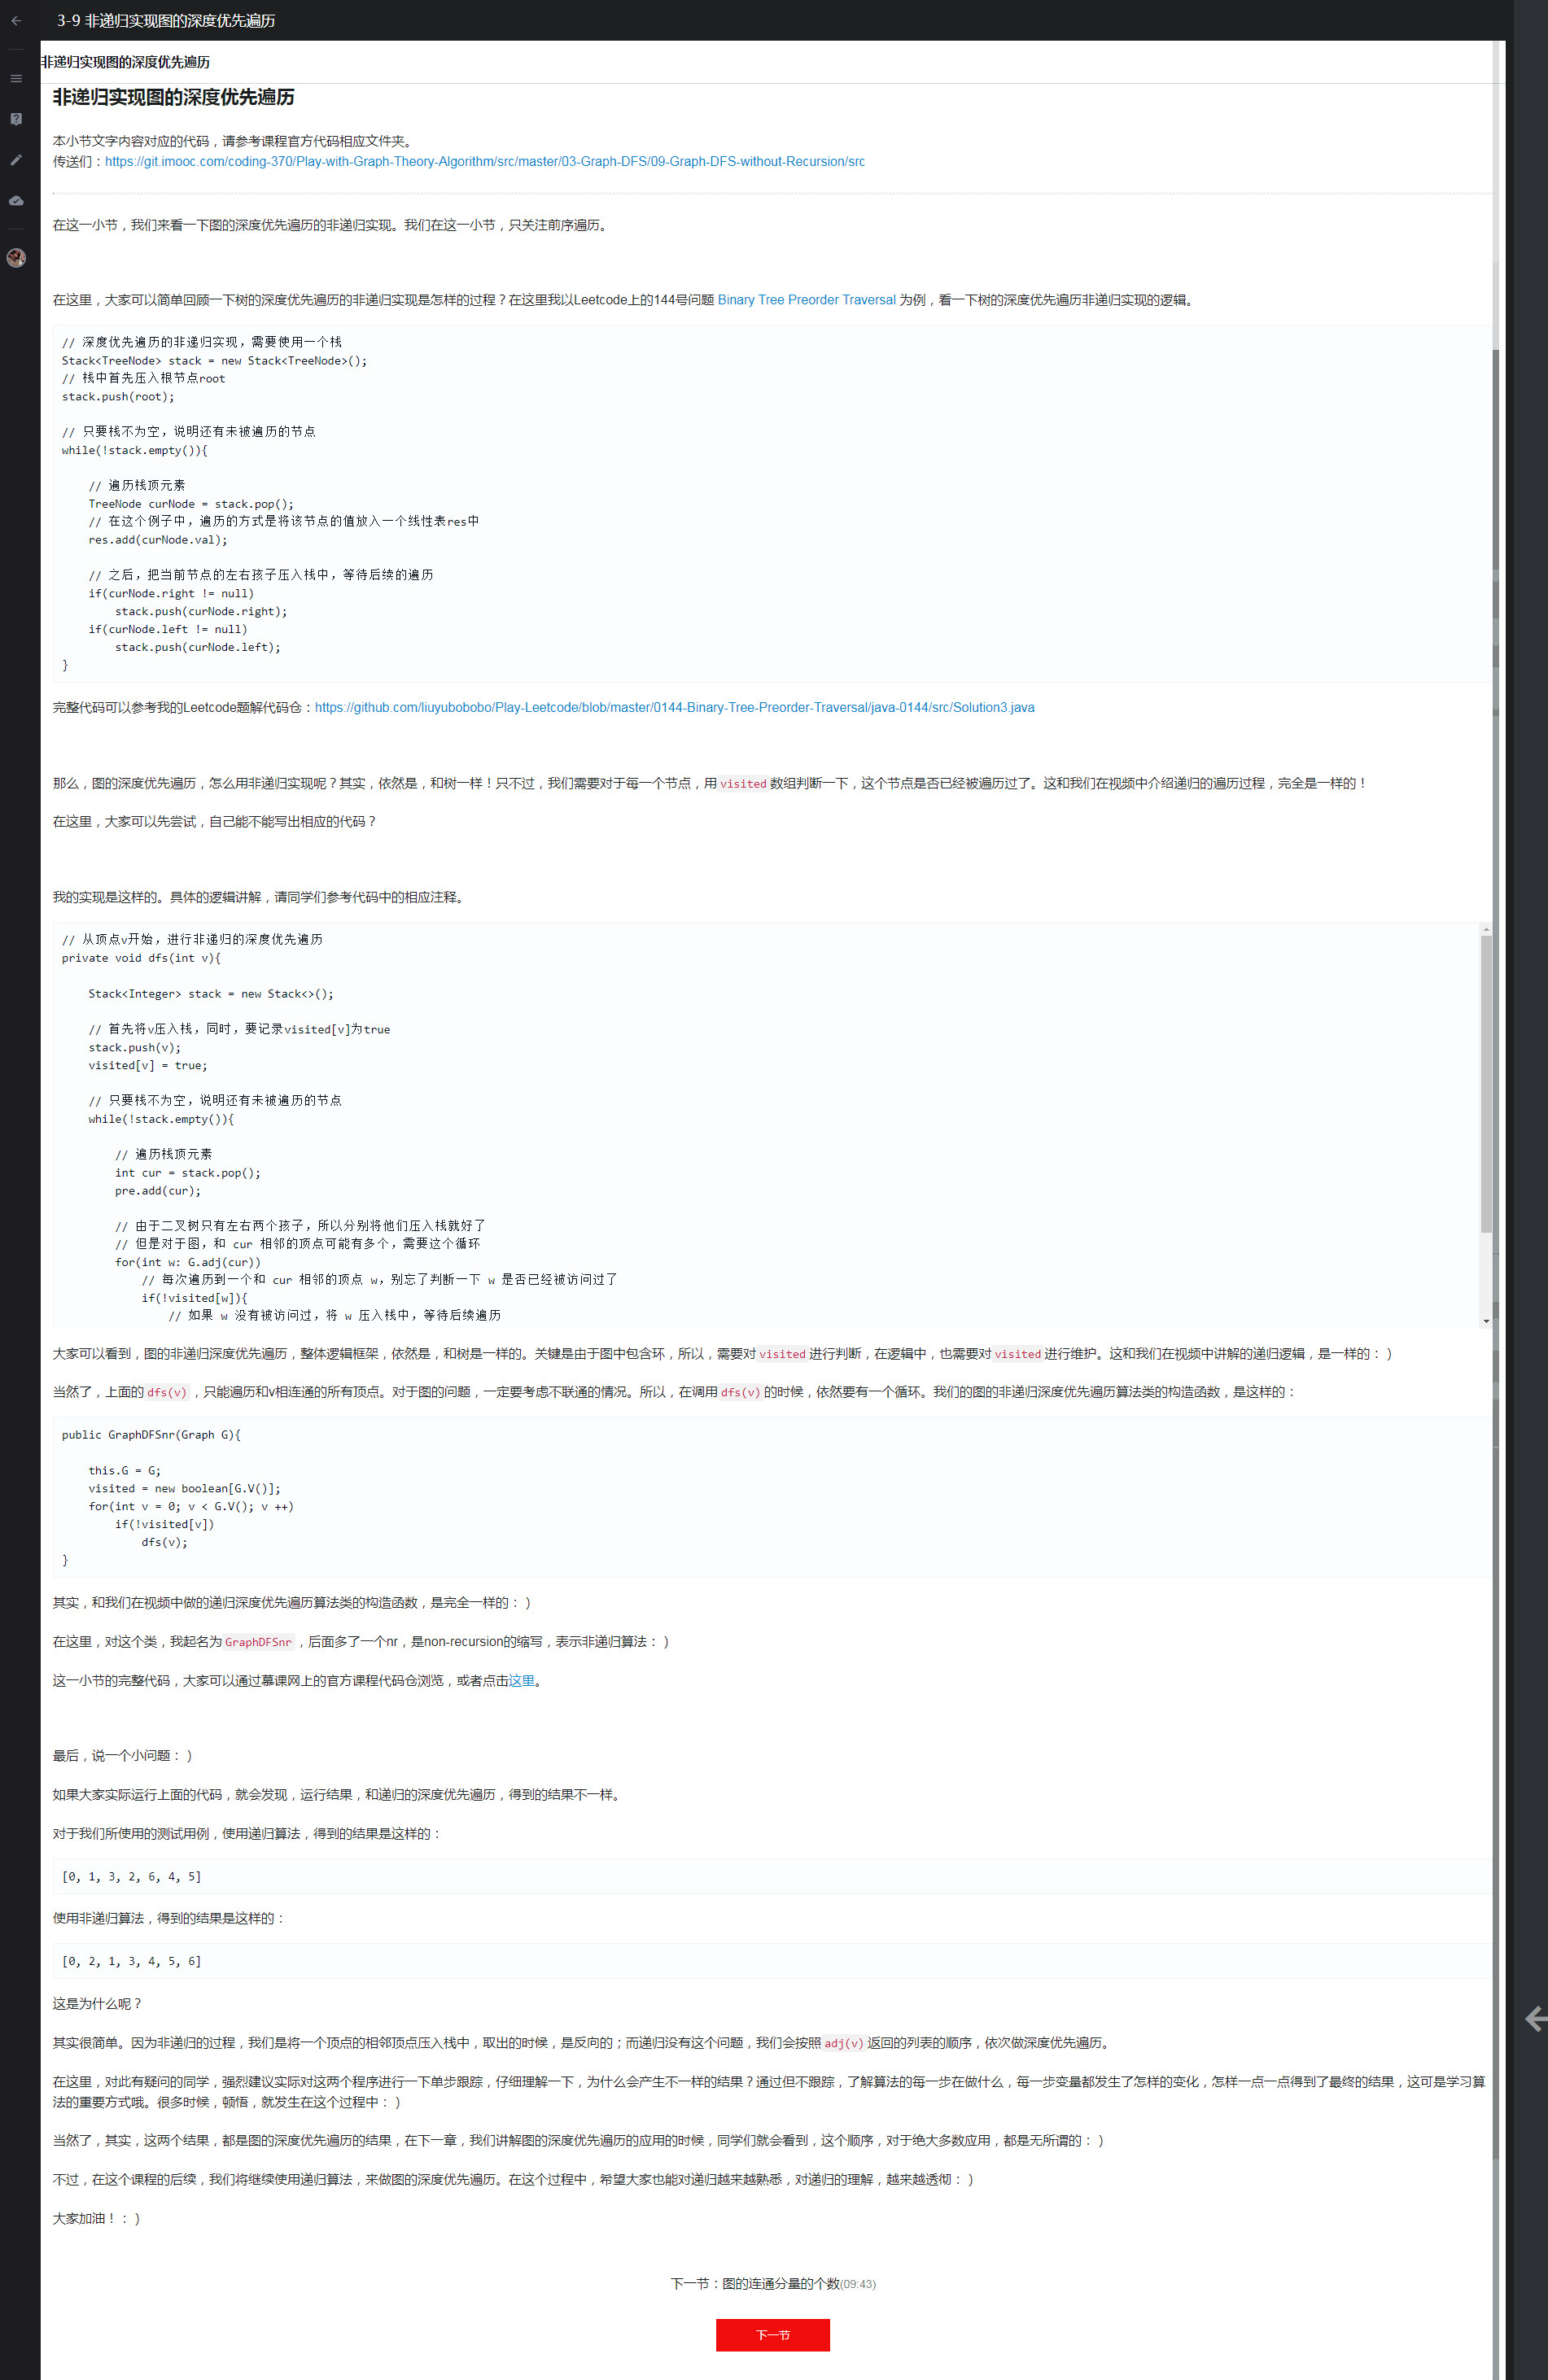 3-9 非递归实现图的深度优先遍历
非递归实现图的深度优先遍历
非递归实现图的深度优先遍历
本小节文字内容对应的代码，请参考课程官方代码相应文件夹。
传送们：https://git.imooc.com/coding-370/Play-with-Graph-Theory-Algorithm/src/master/03-Graph-DFS/09-Graph-DFS-without-Recursion/src
在这一小节，我们来看一下图的深度优先遍历的非递归实现。我们在这一小节，只关注前序遍历。
在这里，大家可以简单回顾一下树的深度优先遍历的非递归实现是怎样的过程？在这里我以Leetcode上的144号问题 Binary Tree Preorder Traversal 为例，看一下树的深度优先遍历非递归实现的逻辑。
// 深度优先遍历的非递归实现，需要使用一个栈
Stack<TreeNode> stack = new Stack<TreeNode>();
// 栈中首先压入根节点root
stack.push(root);
// 只要栈不为空，说明还有未被遍历的节点
while(!stack.empty()){
// 遍历栈顶元素
TreeNode curNode = stack.pop();
// 在这个例子中，遍历的方式是将该节点的值放入一个线性表res中
res.add(curNode.val);
// 之后，把当前节点的左右孩子压入栈中，等待后续的遍历
if(curNode.right != null)
stack.push(curNode.right);
if(curNode.left != null)
stack.push(curNode.left);
}
完整代码可以参考我的Leetcode题解代码仓：https://github.com/liuyubobobo/Play-Leetcode/blob/master/0144-Binary-Tree-Preorder-Traversal/java-0144/src/Solution3.java
那么，图的深度优先遍历，怎么用非递归实现呢？其实，依然是，和树一样！只不过，我们需要对于每一个节点，用 visited 数组判断一下，这个节点是否已经被遍历过了。这和我们在视频中介绍递归的遍历过程，完全是一样的！
在这里，大家可以先尝试，自己能不能写出相应的代码？
我的实现是这样的。具体的逻辑讲解，请同学们参考代码中的相应注释。
// 从顶点v开始，进行非递归的深度优先遍历
private void dfs(int v){
Stack<Integer> stack = new Stack<>();
// 首先将v压入栈，同时，要记录visited[v]为true
stack.push(v);
visited[v] = true;
// 只要栈不为空，说明还有未被遍历的节点
while(!stack.empty()){
// 遍历栈顶元素
int cur = stack.pop();
pre.add(cur);
// 由于二叉树只有左右两个孩子，所以分别将他们压入栈就好了
// 但是对于图，和 cur 相邻的顶点可能有多个，需要这个循环
for(int w: G.adj(cur))
// 每次遍历到一个和 cur 相邻的顶点 w，别忘了判断一下 w 是否已经被访问过了
if(!visited[w]){
// 如果 w 没有被访问过，将 w 压入栈中，等待后续遍历
大家可以看到，图的非递归深度优先遍历，整体逻辑框架，依然是，和树是一样的。关键是由于图中包含环，所以，需要对 visited 进行判断，在逻辑中，也需要对 visited 进行维护。这和我们在视频中讲解的递归逻辑，是一样的：）
当然了，上面的 dfs(v) ，只能遍历和v相连通的所有顶点。对于图的问题，一定要考虑不联通的情况。所以，在调用 dfs(v) 的时候，依然要有一个循环。我们的图的非递归深度优先遍历算法类的构造函数，是这样的：
public GraphDFSnr(Graph G){
this.G = G;
visited = new boolean[G.V()];
for(int v = 0; v < G.V(); v ++)
if(!visited[v])
dfs(v);
}
其实，和我们在视频中做的递归深度优先遍历算法类的构造函数，是完全一样的：）
在这里，对这个类，我起名为 GraphDFSnr ，后面多了一个nr，是non-recursion的缩写，表示非递归算法：）
这一小节的完整代码，大家可以通过慕课网上的官方课程代码仓浏览，或者点击这里。
最后，说一个小问题：）
如果大家实际运行上面的代码，就会发现，运行结果，和递归的深度优先遍历，得到的结果不一样。
对于我们所使用的测试用例，使用递归算法，得到的结果是这样的：
[0, 1, 3, 2, 6, 4, 5]
使用非递归算法，得到的结果是这样的：
[0, 2, 1, 3, 4, 5, 6]
这是为什么呢？
其实很简单。因为非递归的过程，我们是将一个顶点的相邻顶点压入栈中，取出的时候，是反向的；而递归没有这个问题，我们会按照 adj(v) 返回的列表的顺序，依次做深度优先遍历。
在这里，对此有疑问的同学，强烈建议实际对这两个程序进行一下单步跟踪，仔细理解一下，为什么会产生不一样的结果？通过但不跟踪，了解算法的每一步在做什么，每一步变量都发生了怎样的变化，怎样一点一点得到了最终的结果，这可是学习算
法的重要方式哦。很多时候，顿悟，就发生在这个过程中：）
当然了，其实，这两个结果，都是图的深度优先遍历的结果，在下一章，我们讲解图的深度优先遍历的应用的时候，同学们就会看到，这个顺序，对于绝大多数应用，都是无所谓的：）
不过，在这个课程的后续，我们将继续使用递归算法，来做图的深度优先遍历。在这个过程中，希望大家也能对递归越来越熟悉，对递归的理解，越来越透彻：）
大家加油！：）
下一节：图的连通分量的个数(09:43)
下一节